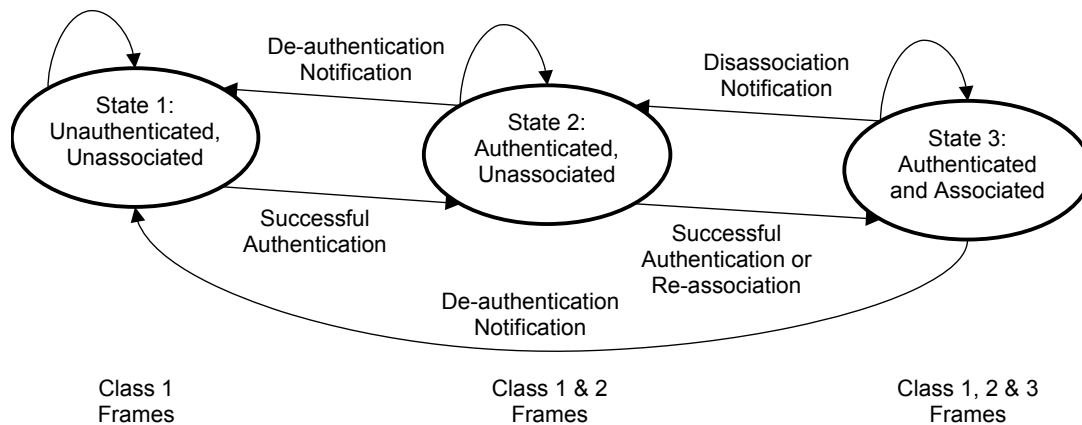 De-authentication
Notification
Disassociation
Notification
State 1:
Unauthenticated,
Unassociated
State 2:
Authenticated,
Unassociated
State 3:
Authenticated
and Associated
Successful
Authentication
Successful
Authentication or
Re-association
De-authentication
Notification
Class 1
Frames
Class 1 & 2
Frames
Class 1, 2 & 3
Frames